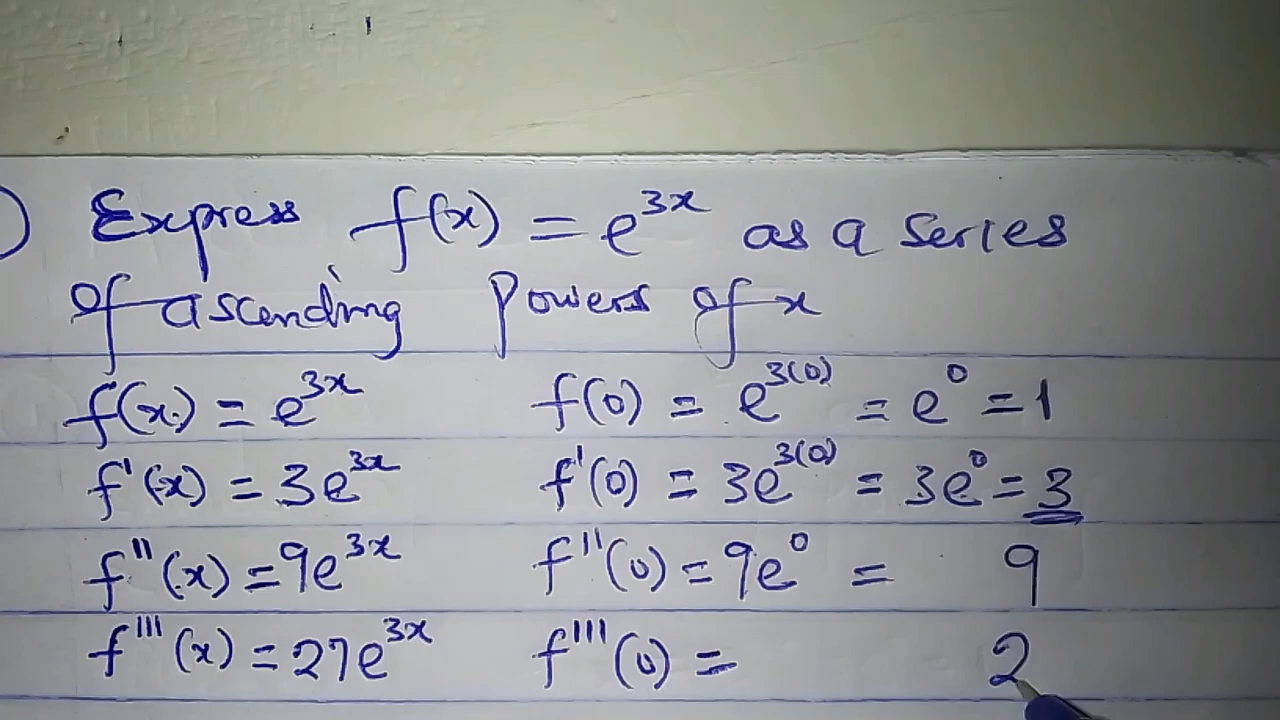 ) Express f(x) = e^{3x} as a series
of ascending Powers of x
f(x) = e^{3x} f(0) = e^{3(0)} = e^0 = 1
f'(x) = 3e^{3x} f'(0) = 3e^{3(0)} = 3e^0 = 3
f''(x) = 9e^{3x} f''(0) = 9e^0 = 9
f'''(x) = 27e^{3x} f'''(0) = 2